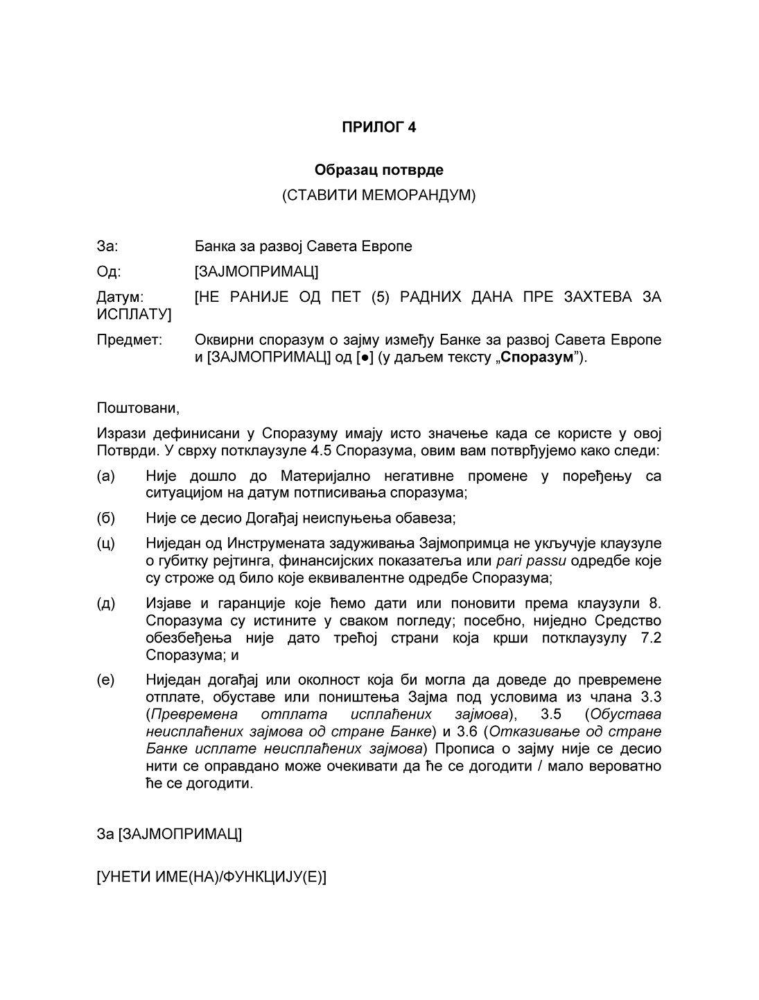 ПРИЛОГ 4
Образац потврде
(СТАВИТИ МЕМОРАНДУМ)
За: Банка за развој Савета Европе
Од: [ЗАЈМОПРИМАЦ]
Датум: [НЕ РАНИЈЕ ОД ПЕТ (5) РАДНИХ ДАНА ПРЕ ЗАХТЕВА ЗА
ИСПЛАТУ]
Предмет: Оквирни споразум о зајму између Банке за развој Савета Европе
и [ЗАЈМОПРИМАЦ] од [●] (у даљем тексту „Споразум”).
Поштовани,
Изрази дефинисани у Споразуму имају исто значење када се користе у овој
Потврди. У сврху потклаузуле 4.5 Споразума, овим вам потврђујемо како следи:
(а) Није дошло до Материјално негативне промене у поређењу са
ситуацијом на датум потписивања споразума;
(б) Није се десио Догађај неиспуњења обавеза;
(ц) Ниједан од Инструмената задуживања Зајмопримца не укључује клаузуле
о губитку рејтинга, финансијских показатеља или pari passu одредбе које
су строже од било које еквивалентне одредбе Споразума;
(д) Изјаве и гаранције које ћемо дати или поновити према клаузули 8.
Споразума су истините у сваком погледу; посебно, ниједно Средство
обезбеђења није дато трећој страни која крши потклаузулу 7.2
Споразума; и
(е) Ниједан догађај или околност која би могла да доведе до превремене
отплате, обуставе или поништења Зајма под условима из члана 3.3
(Превремена отплата исплаћених зајмова), 3.5 (Обустава
неисплаћених зајмова од стране Банке) и 3.6 (Отказивање од стране
Банке исплате неисплаћених зајмова) Прописа о зајму није се десио
нити се оправдано може очекивати да ће се догодити / мало вероватно
ће се догодити.
За [ЗАЈМОПРИМАЦ]
[УНЕТИ ИМЕ(НА)/ФУНКЦИЈУ(Е)]